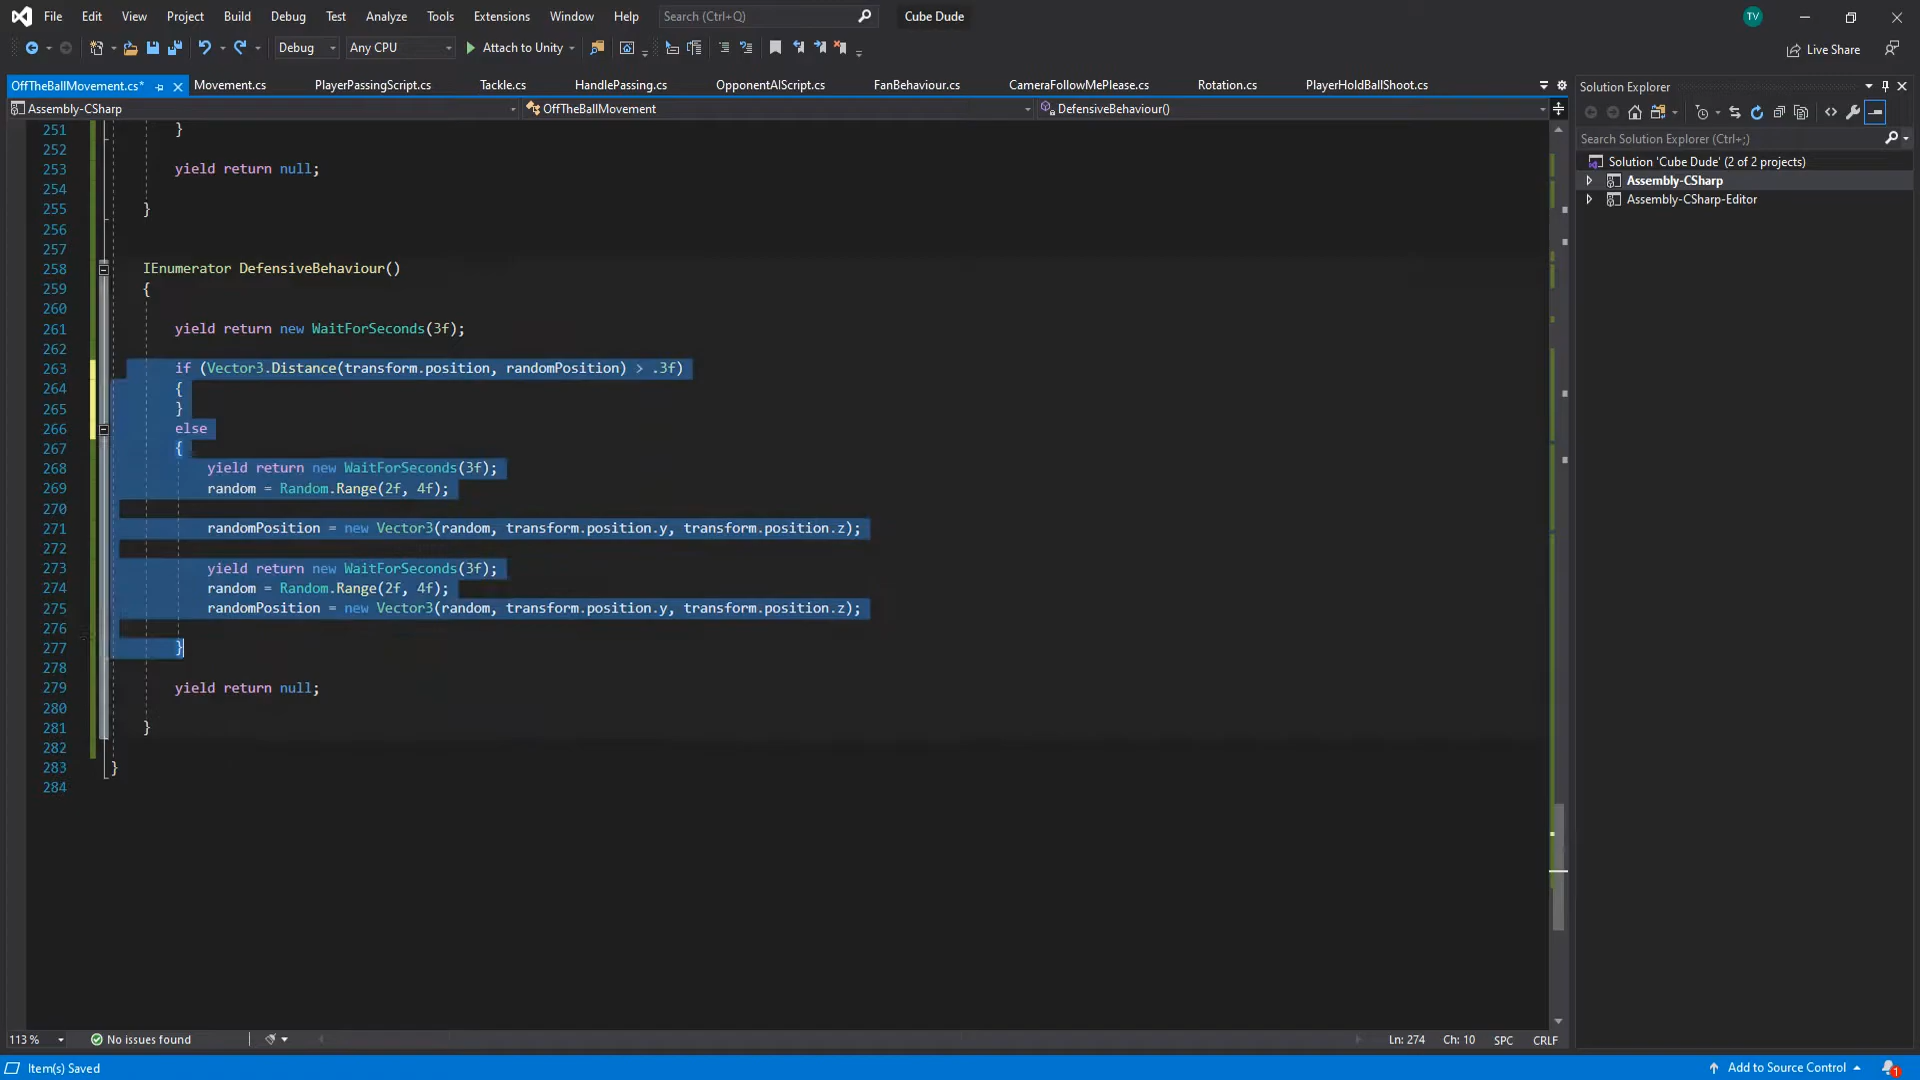 File Edit View Project Build Debug Test Analyze Tools Extensions Window Help Search (Ctrl+Q) Cube Dude TV
Debug Any CPU Attach to Unity Live Share
OffTheBallMovement.cs* Movement.cs PlayerPassingScript.cs Tackle.cs HandlePassing.cs OpponentAIScript.cs FanBehaviour.cs CameraFollowMePlease.cs Rotation.cs PlayerHoldBallShoot.cs
Assembly-CSharp OffTheBallMovement DefensiveBehaviour()
251 }
252
253 yield return null;
254
255 }
256
257
258 IEnumerator DefensiveBehaviour()
259 {
260
261 yield return new WaitForSeconds(3f);
262
263 if (Vector3.Distance(transform.position, randomPosition) > .3f)
264 {
265 }
266 else
267 {
268 yield return new WaitForSeconds(3f);
269 random = Random.Range(2f, 4f);
270
271 randomPosition = new Vector3(random, transform.position.y, transform.position.z);
272
273 yield return new WaitForSeconds(3f);
274 random = Random.Range(2f, 4f);
275 randomPosition = new Vector3(random, transform.position.y, transform.position.z);
276
277 }
278
279 yield return null;
280
281 }
282
283 }
284
113 % No issues found Ln: 274 Ch: 10 SPC CRLF
Item(s) Saved Add to Source Control 1
Solution Explorer
Search Solution Explorer (Ctrl+;)
Solution 'Cube Dude' (2 of 2 projects)
Assembly-CSharp
Assembly-CSharp-Editor